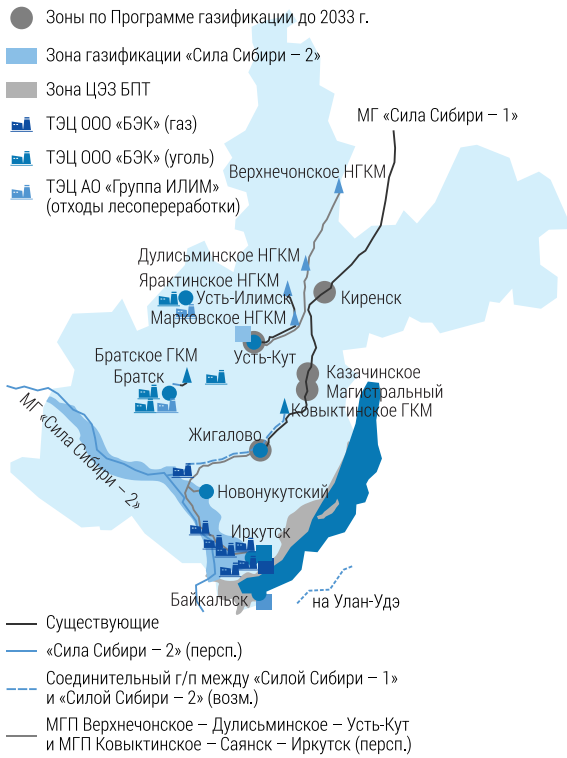 Зоны по Программе газификации до 2033 г.
Зона газификации «Сила Сибири – 2»
Зона ЦЭЗ БПТ
ТЭЦ ООО «БЭК» (газ)
ТЭЦ ООО «БЭК» (уголь)
ТЭЦ АО «Группа ИЛИМ»
(отходы лесопереработки)
МГ «Сила Сибири – 1»
Верхнечонское НГКМ
Дулисьминское НГКМ
Ярактинское НГКМ
Усть-Илимск
Киренск
Марковское НГКМ
Усть-Кут
Братское ГКМ
Братск
Казачинское
Магистральный
Ковыктинское ГКМ
МГ «Сила Сибири – 2»
Жигалово
Новонукутский
Иркутск
Байкальск
на Улан-Удэ
Существующие
«Сила Сибири – 2» (персп.)
Соединительный г/п между «Силой Сибири – 1»
и «Силой Сибири – 2» (возм.)
МГП Верхнечонское – Дулисьминское – Усть-Кут
и МГП Ковыктинское – Саянск – Иркутск (персп.)